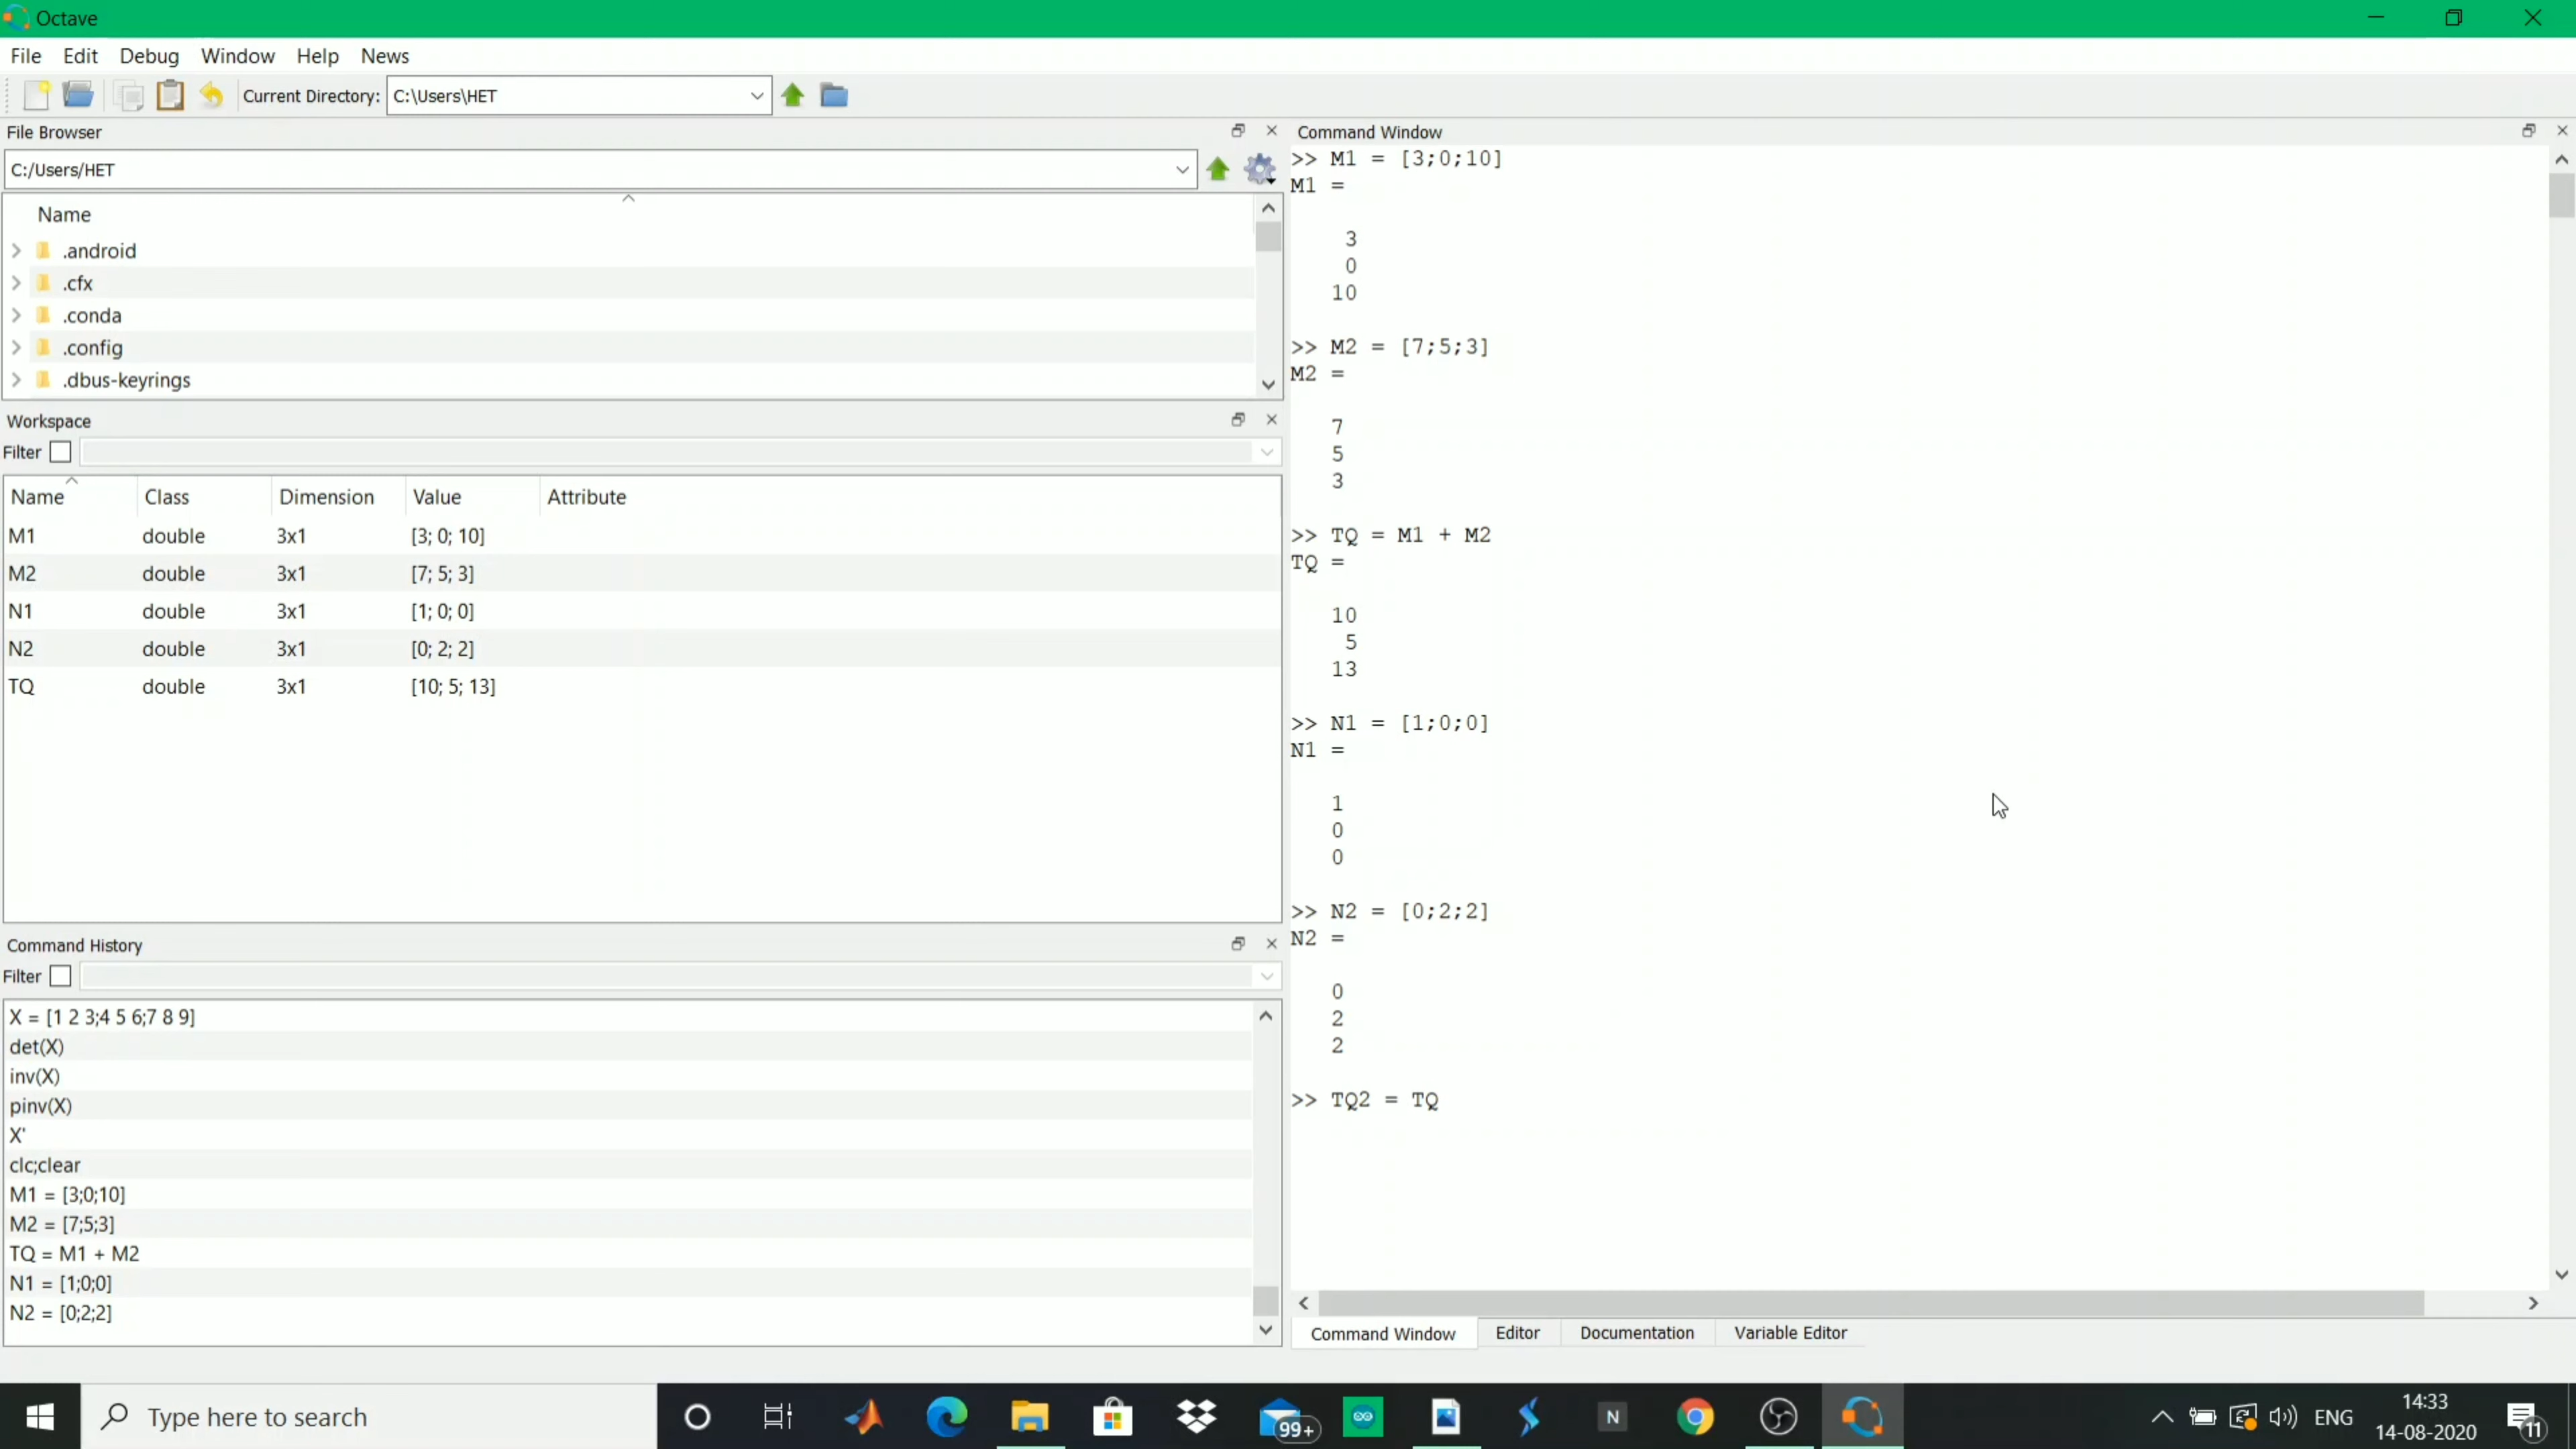 Octave
File Edit Debug Window Help News
Current Directory: C:\Users\HET
File Browser
C:/Users/HET
Name
.android
.cfx
.conda
.config
.dbus-keyrings
Workspace
Filter
Name Class Dimension Value Attribute
M1 double 3x1 [3; 0; 10]
M2 double 3x1 [7; 5; 3]
N1 double 3x1 [1; 0; 0]
N2 double 3x1 [0; 2; 2]
TQ double 3x1 [10; 5; 13]
Command History
Filter
X = [1 2 3;4 5 6;7 8 9]
det(X)
inv(X)
pinv(X)
X'
clc;clear
M1 = [3;0;10]
M2 = [7;5;3]
TQ = M1 + M2
N1 = [1;0;0]
N2 = [0;2;2]
Command Window
>> M1 = [3;0;10]
M1 =
3
0
10
>> M2 = [7;5;3]
M2 =
7
5
3
>> TQ = M1 + M2
TQ =
10
5
13
>> N1 = [1;0;0]
N1 =
1
0
0
>> N2 = [0;2;2]
N2 =
0
2
2
>> TQ2 = TQ
Command Window Editor Documentation Variable Editor
Type here to search
99+
N
ENG
14:33
14-08-2020
11